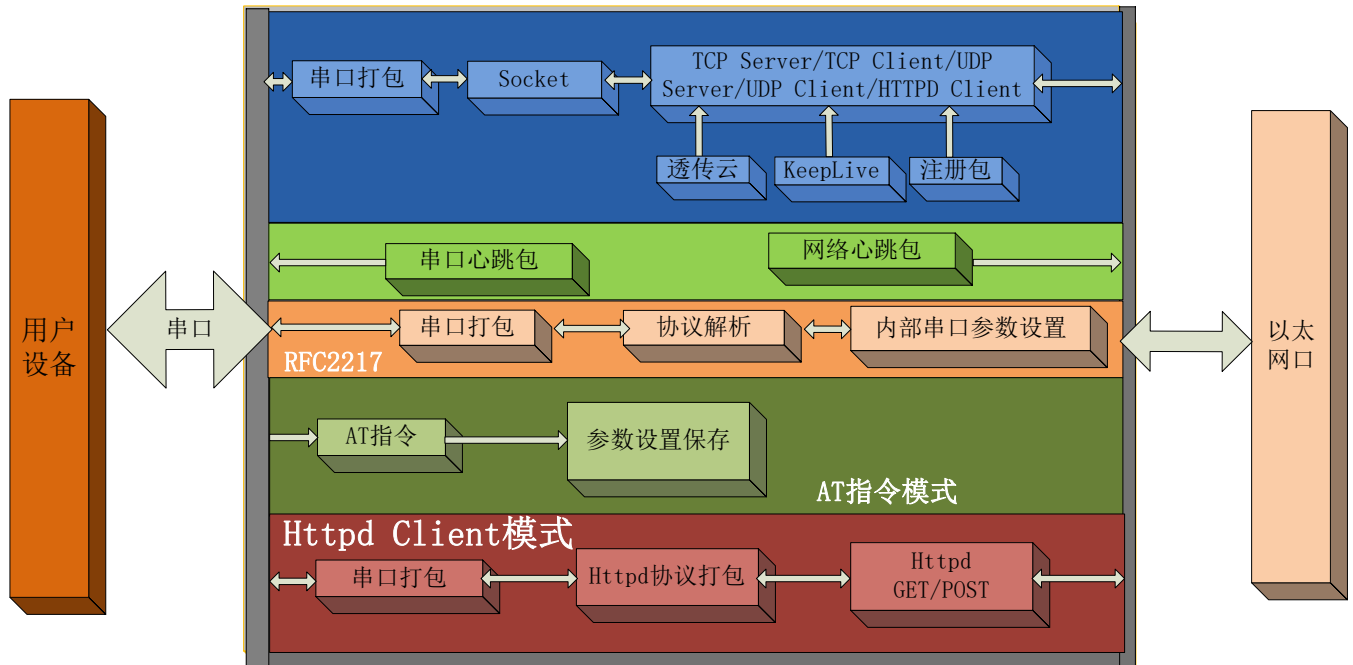 用户
设备
串口
串口打包
Socket
TCP Server/TCP Client/UDP
Server/UDP Client/HTTPD Client
透传云
KeepLive
注册包
串口心跳包
网络心跳包
串口打包
协议解析
内部串口参数设置
RFC2217
AT指令
参数设置保存
AT指令模式
Httpd Client模式
串口打包
Httpd协议打包
Httpd
GET/POST
以太
网口